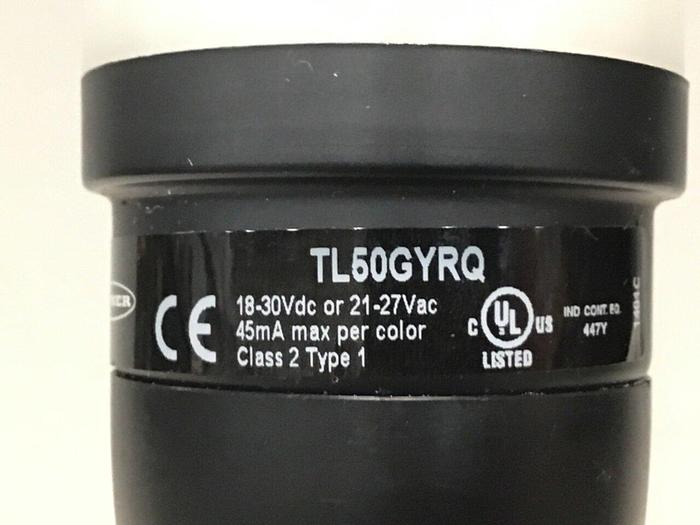 TL50GYRQ
18-30Vdc or 21-27Vac
45mA max per color
Class 2 Type 1
CE
C UL US
LISTED
IND CONT. EQ.
447Y